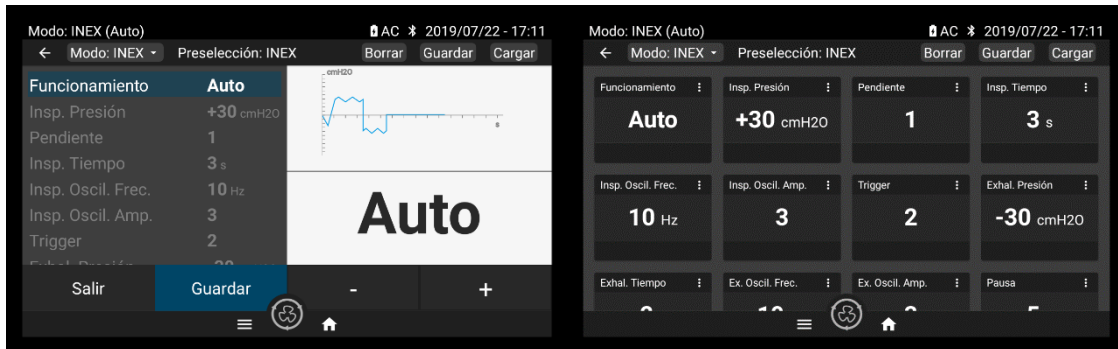 Modo: INEX (Auto)
AC 2019/07/22 - 17:11
Modo: INEX Preselección: INEX Borrar Guardar Cargar
Funcionamiento Auto
Insp. Presión +30 cmH2O
Pendiente 1
Insp. Tiempo 3 s
Insp. Oscil. Frec. 10 Hz
Insp. Oscil. Amp. 3
Trigger 2
cmH2O
s
Auto
Salir Guardar - +
Modo: INEX (Auto)
AC 2019/07/22 - 17:11
Modo: INEX Preselección: INEX Borrar Guardar Cargar
Funcionamiento Insp. Presión Pendiente Insp. Tiempo
Auto +30 cmH2O 1 3 s
Insp. Oscil. Frec. Insp. Oscil. Amp. Trigger Exhal. Presión
10 Hz 3 2 -30 cmH2O
Exhal. Tiempo Ex. Oscil. Frec. Ex. Oscil. Amp. Pausa